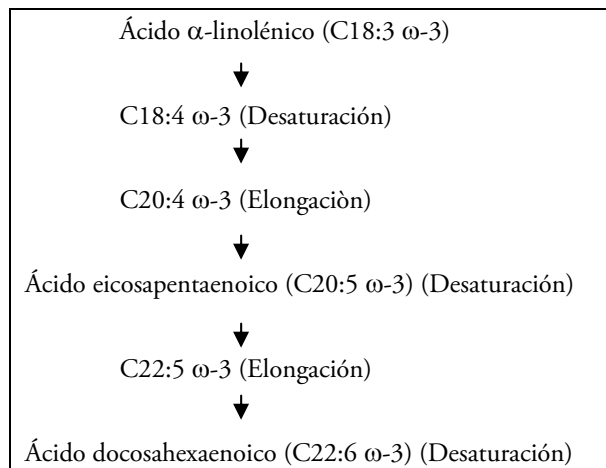 Ácido α-linolénico (C18:3 ω-3)
C18:4 ω-3 (Desaturación)
C20:4 ω-3 (Elongaciòn)
Ácido eicosapentaenoico (C20:5 ω-3) (Desaturación)
C22:5 ω-3 (Elongación)
Ácido docosahexaenoico (C22:6 ω-3) (Desaturación)